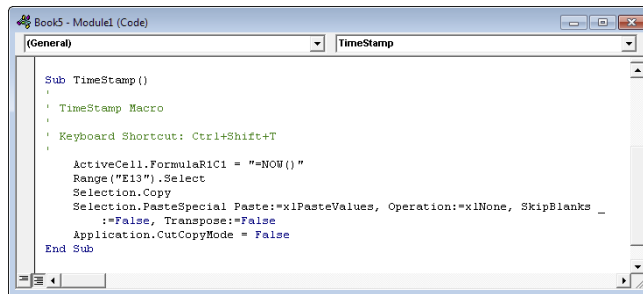 Book5 - Module1 (Code)
(General) TimeStamp
Sub TimeStamp()
'
' TimeStamp Macro
'
' Keyboard Shortcut: Ctrl+Shift+T
'
ActiveCell.FormulaR1C1 = "=NOW()"
Range("E13").Select
Selection.Copy
Selection.PasteSpecial Paste:=xlPasteValues, Operation:=xlNone, SkipBlanks _
:=False, Transpose:=False
Application.CutCopyMode = False
End Sub